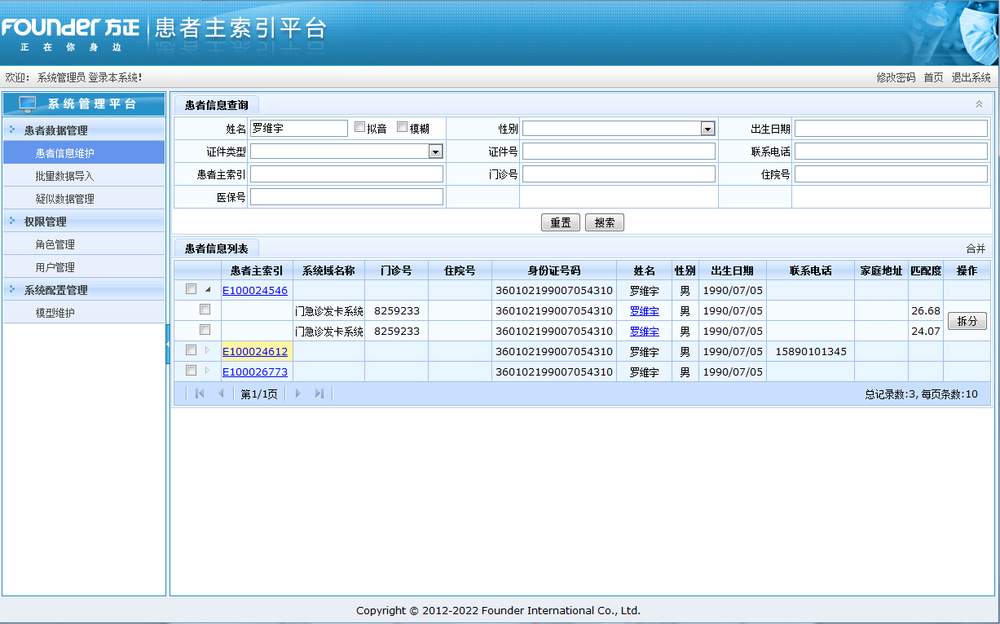 Founder 方正 患者主索引平台
正在你身边
欢迎: 系统管理员 登录本系统! 修改密码 首页 退出系统
系统管理平台
患者数据管理
患者信息维护
批量数据导入
疑似数据管理
权限管理
角色管理
用户管理
系统配置管理
模型维护
患者信息查询
姓名 罗维宇 拟音 模糊 性别 出生日期
证件类型 证件号 联系电话
患者主索引 门诊号 住院号
医保号
重置 搜索
患者信息列表 合并
患者主索引 系统域名称 门诊号 住院号 身份证号码 姓名 性别 出生日期 联系电话 家庭地址 匹配度 操作
E100024546 360102199007054310 罗维宇 男 1990/07/05
门急诊发卡系统 8259233 360102199007054310 罗维宇 男 1990/07/05 26.68
拆分
门急诊发卡系统 8259233 360102199007054310 罗维宇 男 1990/07/05 24.07
E100024612 360102199007054310 罗维宇 男 1990/07/05 15890101345
E100026773 360102199007054310 罗维宇 男 1990/07/05
第1/1页 总记录数:3, 每页条数:10
Copyright © 2012-2022 Founder International Co., Ltd.